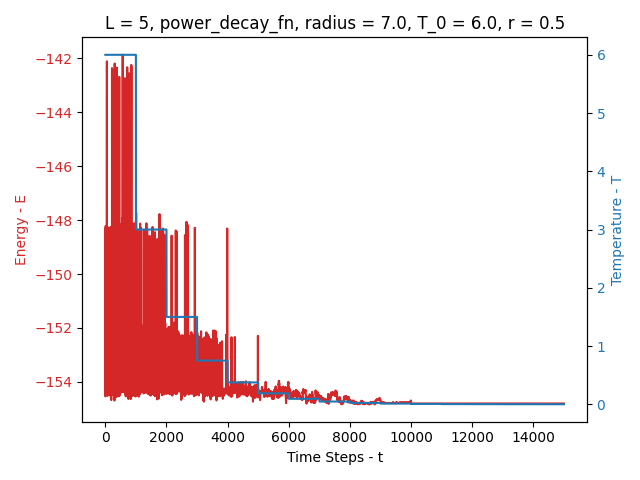 L = 5, power_decay_fn, radius = 7.0, T_0 = 6.0, r = 0.5
−142
−144
−146
−148
−150
−152
−154
Energy - E
6
5
4
3
2
1
0
Temperature - T
0 2000 4000 6000 8000 10000 12000 14000
Time Steps - t